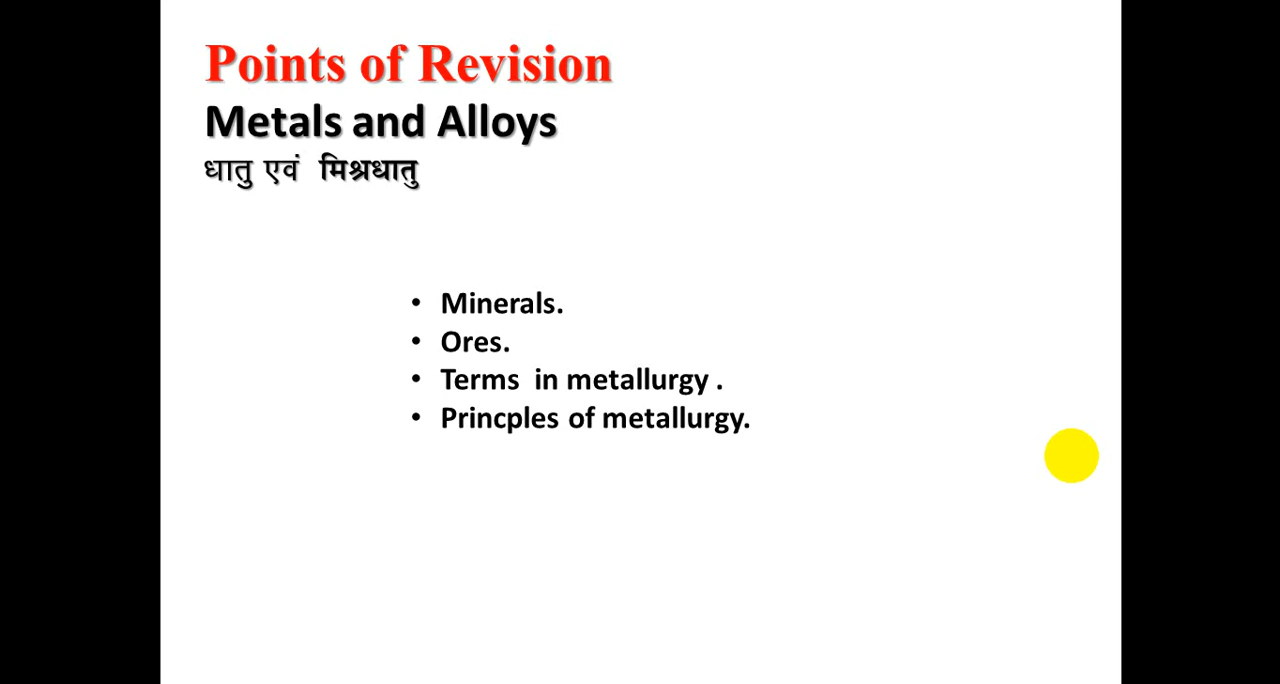 Points of Revision
Metals and Alloys
धातु एवं मिश्रधातु
• Minerals.
• Ores.
• Terms in metallurgy .
• Princples of metallurgy.